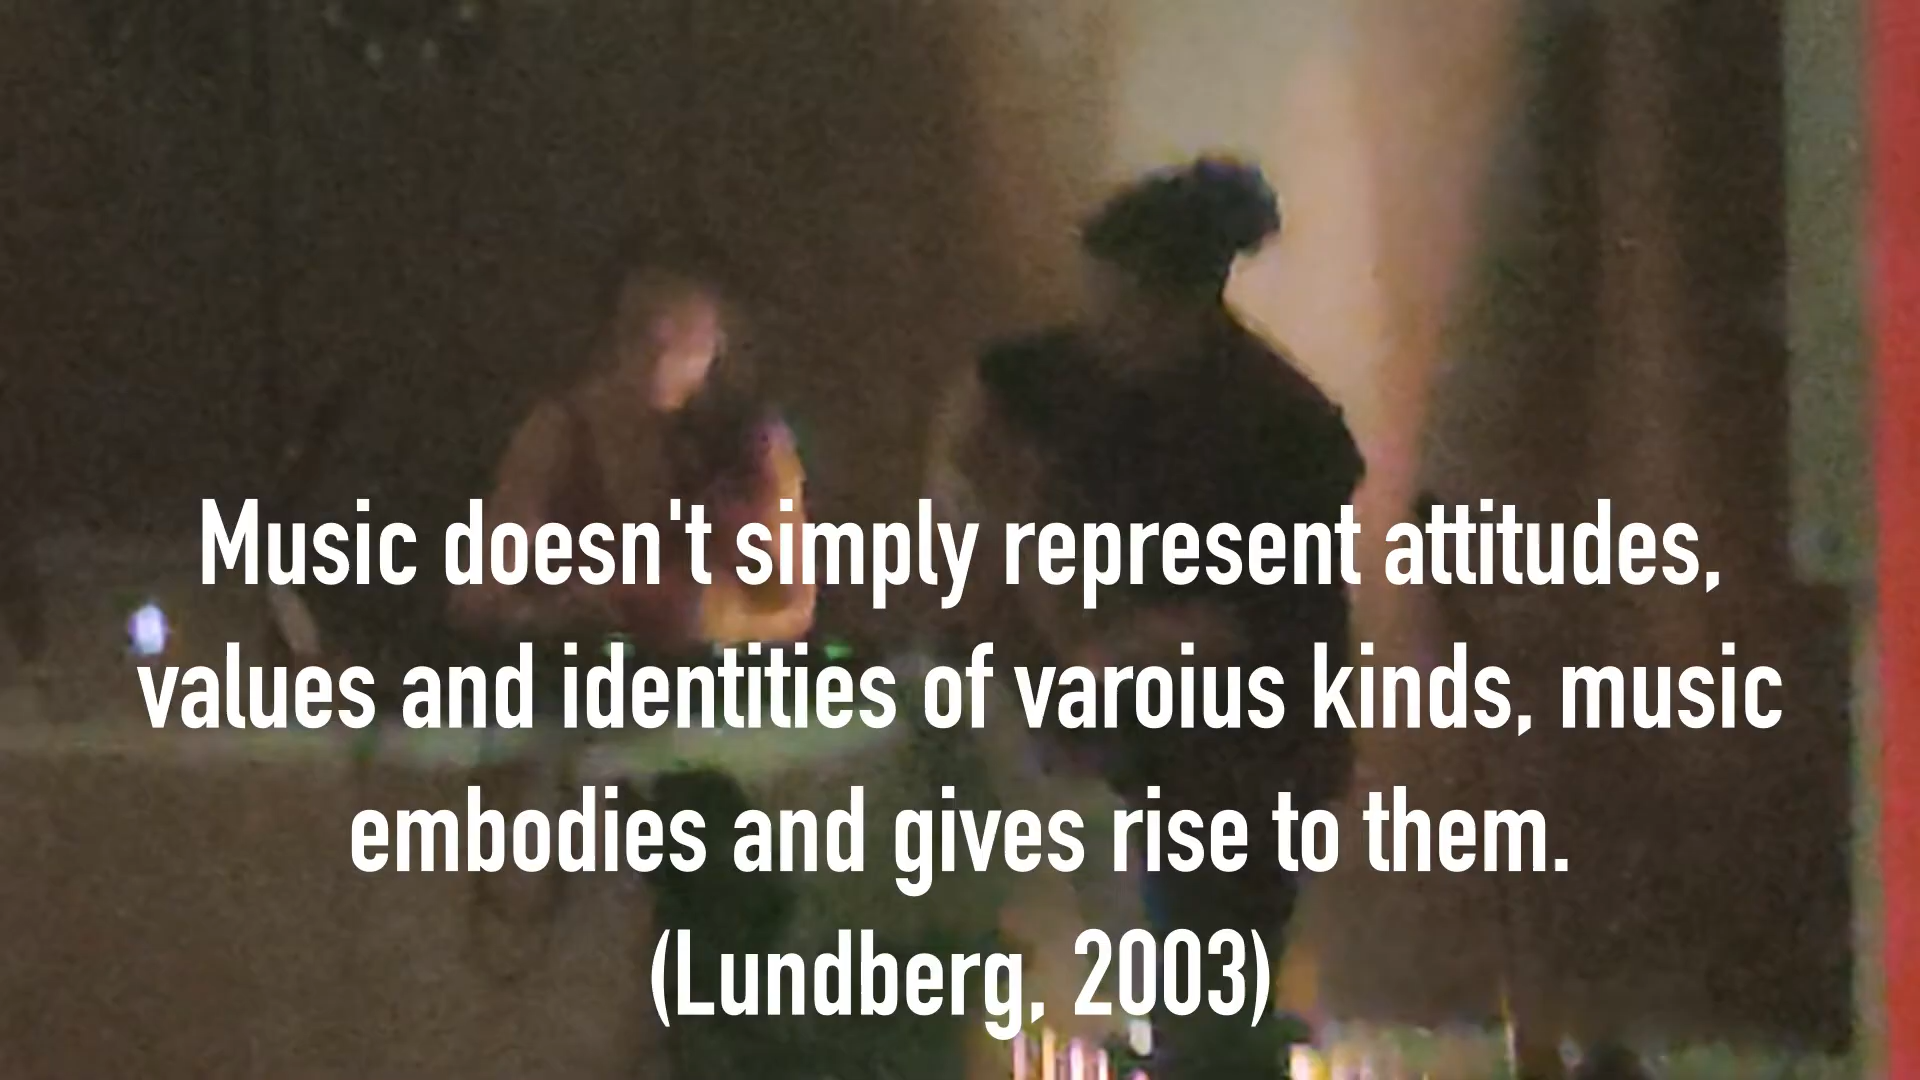 Music doesn't simply represent attitudes,
values and identities of varoius kinds, music
embodies and gives rise to them.
(Lundberg, 2003)